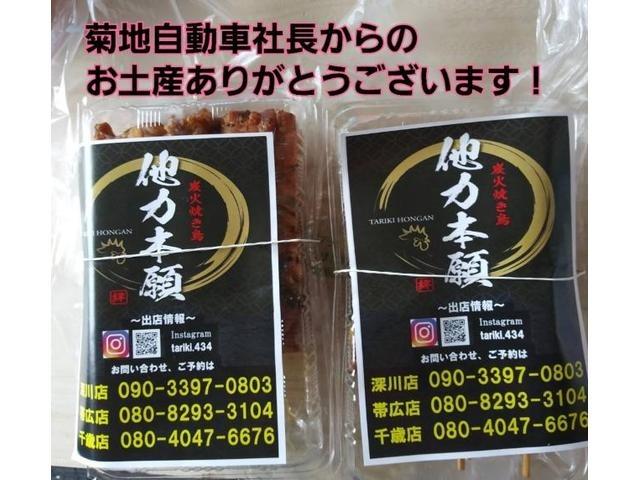 菊地自動車社長からの
お土産ありがとうございます！
炭火焼き鳥
他力本願
TARIKI HONGAN
絆
～出店情報～
Instagram
tariki.434
お問い合わせ、ご予約は
深川店 090-3397-0803
帯広店 080-8293-3104
千歳店 080-4047-6676
炭火焼き鳥
他力本願
TARIKI HONGAN
絆
～出店情報～
Instagram
tariki.434
お問い合わせ、ご予約は
深川店 090-3397-0803
帯広店 080-8293-3104
千歳店 080-4047-6676